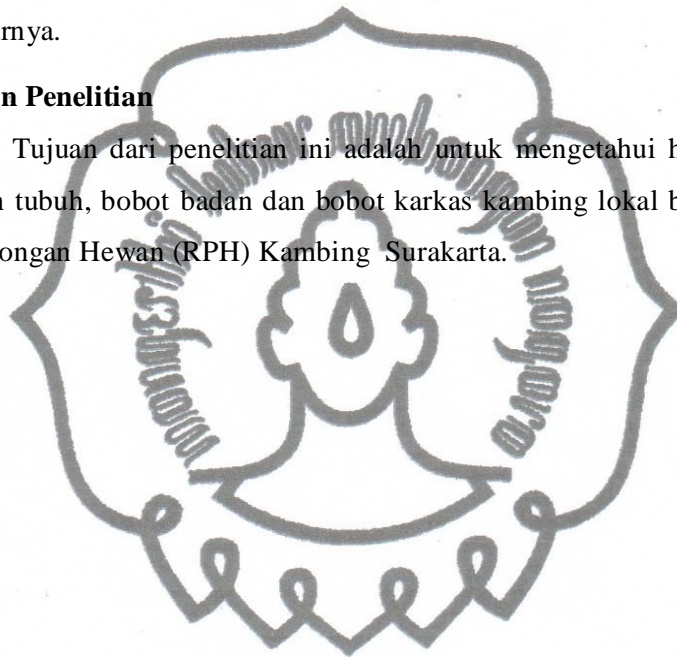 rnya.
n Penelitian
Tujuan dari penelitian ini adalah untuk mengetahui h
n tubuh, bobot badan dan bobot karkas kambing lokal b
ongan Hewan (RPH) Kambing Surakarta.